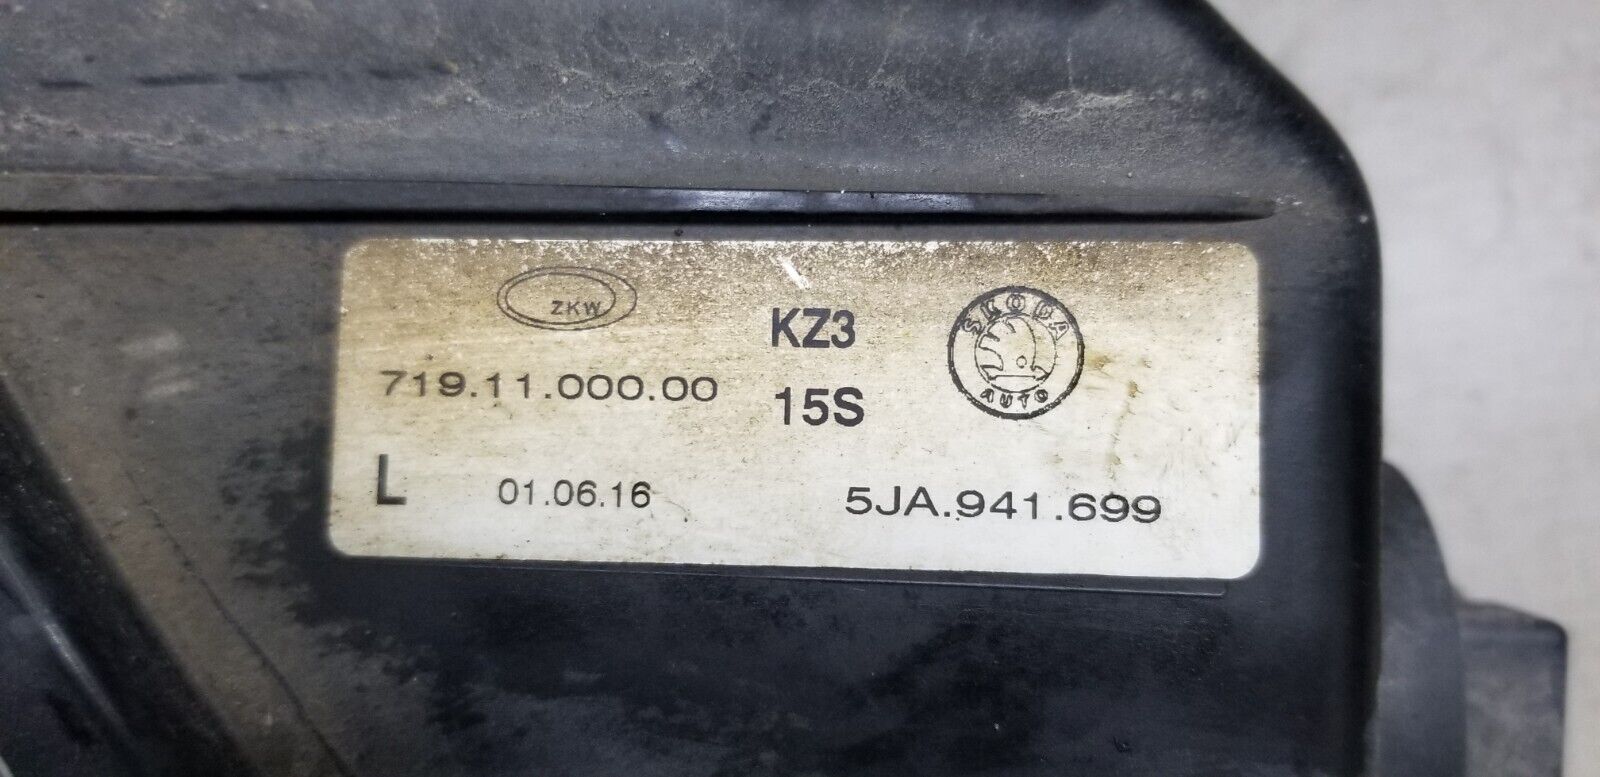 ZKW
719.11.000.00
L
01.06.16
KZ3
15S
SKODA
AUTO
5JA.941.699